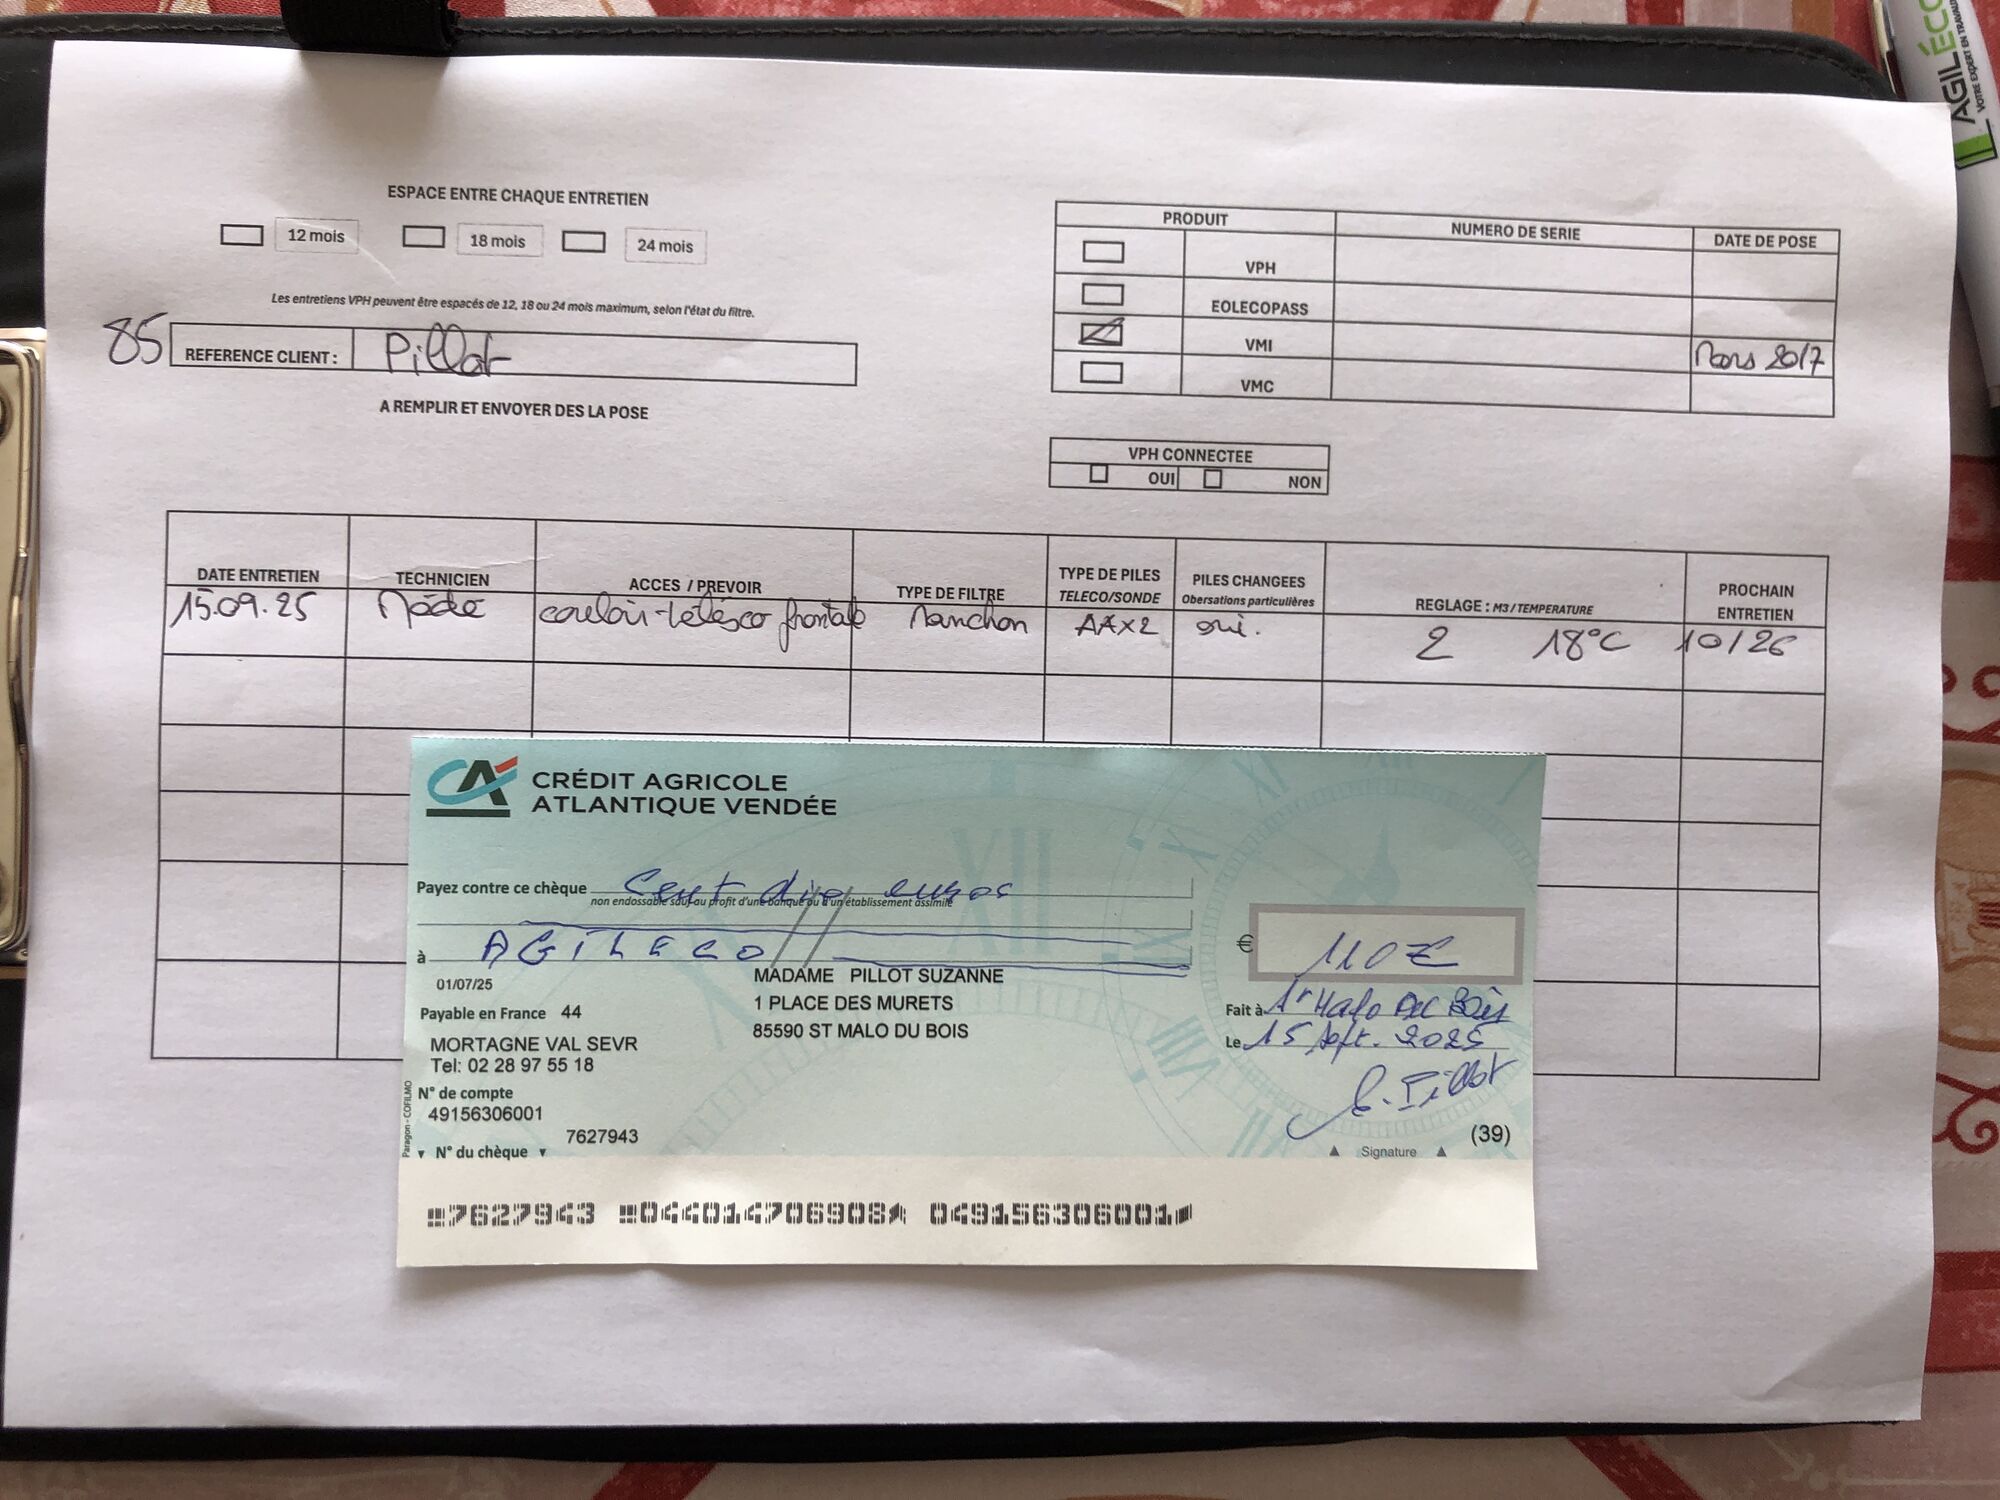 AGILÉCO
VOTRE EXPERT EN TRAVAUX
ESPACE ENTRE CHAQUE ENTRETIEN
12 mois 18 mois 24 mois
Les entretiens VPH peuvent être espacés de 12, 18 ou 24 mois maximum, selon l'état du filtre.
85 REFERENCE CLIENT : Pillot
A REMPLIR ET ENVOYER DES LA POSE
PRODUIT NUMERO DE SERIE DATE DE POSE
VPH
EOLECOPASS
VMI Mars 2017
VMC
VPH CONNECTEE
OUI NON
DATE ENTRETIEN TECHNICIEN ACCES / PREVOIR TYPE DE FILTRE TYPE DE PILES TELECO/SONDE PILES CHANGEES Obersations particulières REGLAGE : M3 / TEMPERATURE PROCHAIN ENTRETIEN
15.09.25 couloir-télésco frontale Manchon AAx2 oui. 2 18°C 10/26
CRÉDIT AGRICOLE
ATLANTIQUE VENDÉE
Payez contre ce chèque Cent dix euros
non endossable sauf au profit d'une banque ou d'un établissement assimilé
à AGILECO
€ 110 €
01/07/25
Payable en France 44
MORTAGNE VAL SEVR
Tel: 02 28 97 55 18
N° de compte
49156306001
7627943
N° du chèque
Paragon - COFILMO
MADAME PILLOT SUZANNE
1 PLACE DES MURETS
85590 ST MALO DU BOIS
Fait à St Malo Du Bois
Le 15 Sept. 2025
S. Pillot
(39)
Signature
7627943 044014706908 049156306001